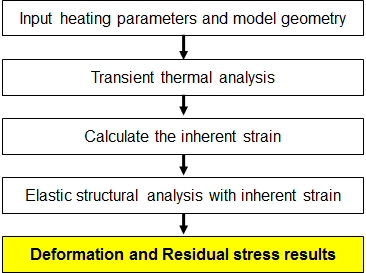 Input heating parameters and model geometry
Transient thermal analysis
Calculate the inherent strain
Elastic structural analysis with inherent strain
Deformation and Residual stress results